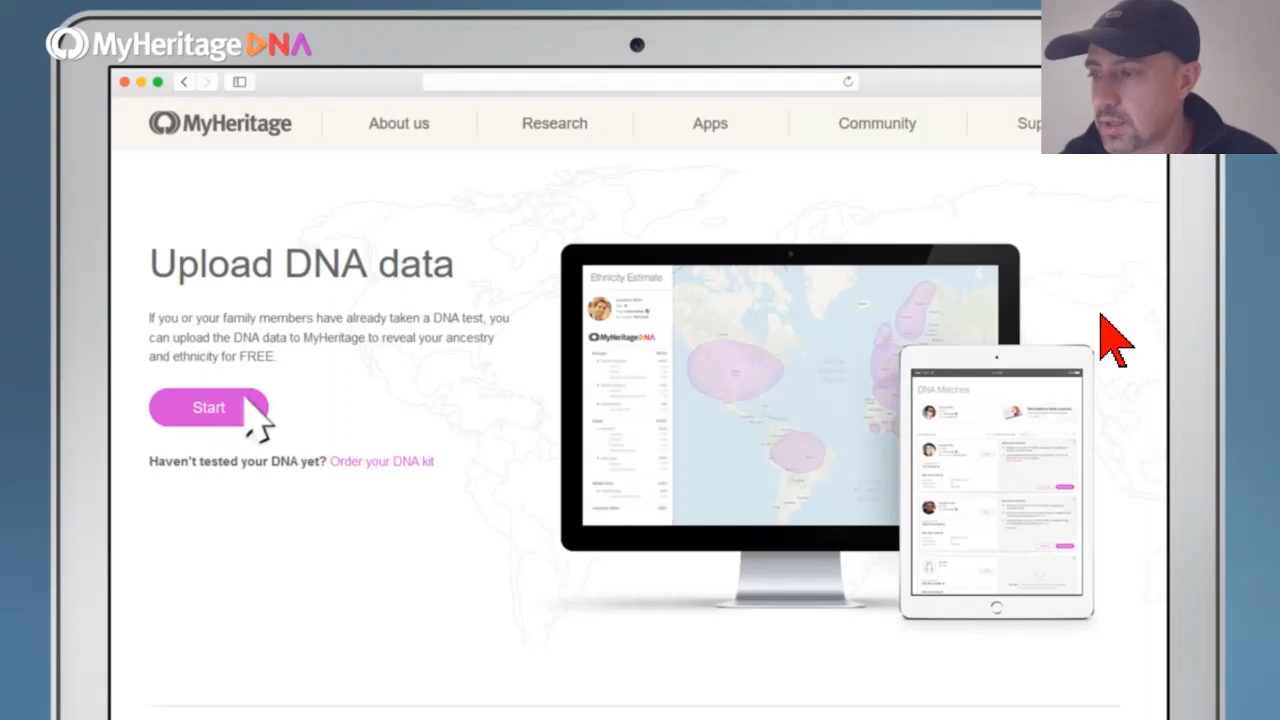 MyHeritage DNA
MyHeritage
About us
Research
Apps
Community
Sup
Upload DNA data
If you or your family members have already taken a DNA test, you
can upload the DNA data to MyHeritage to reveal your ancestry
and ethnicity for FREE.
Start
Haven't tested your DNA yet? Order your DNA kit
Ethnicity Estimate
MyHeritage DNA
DNA Matches